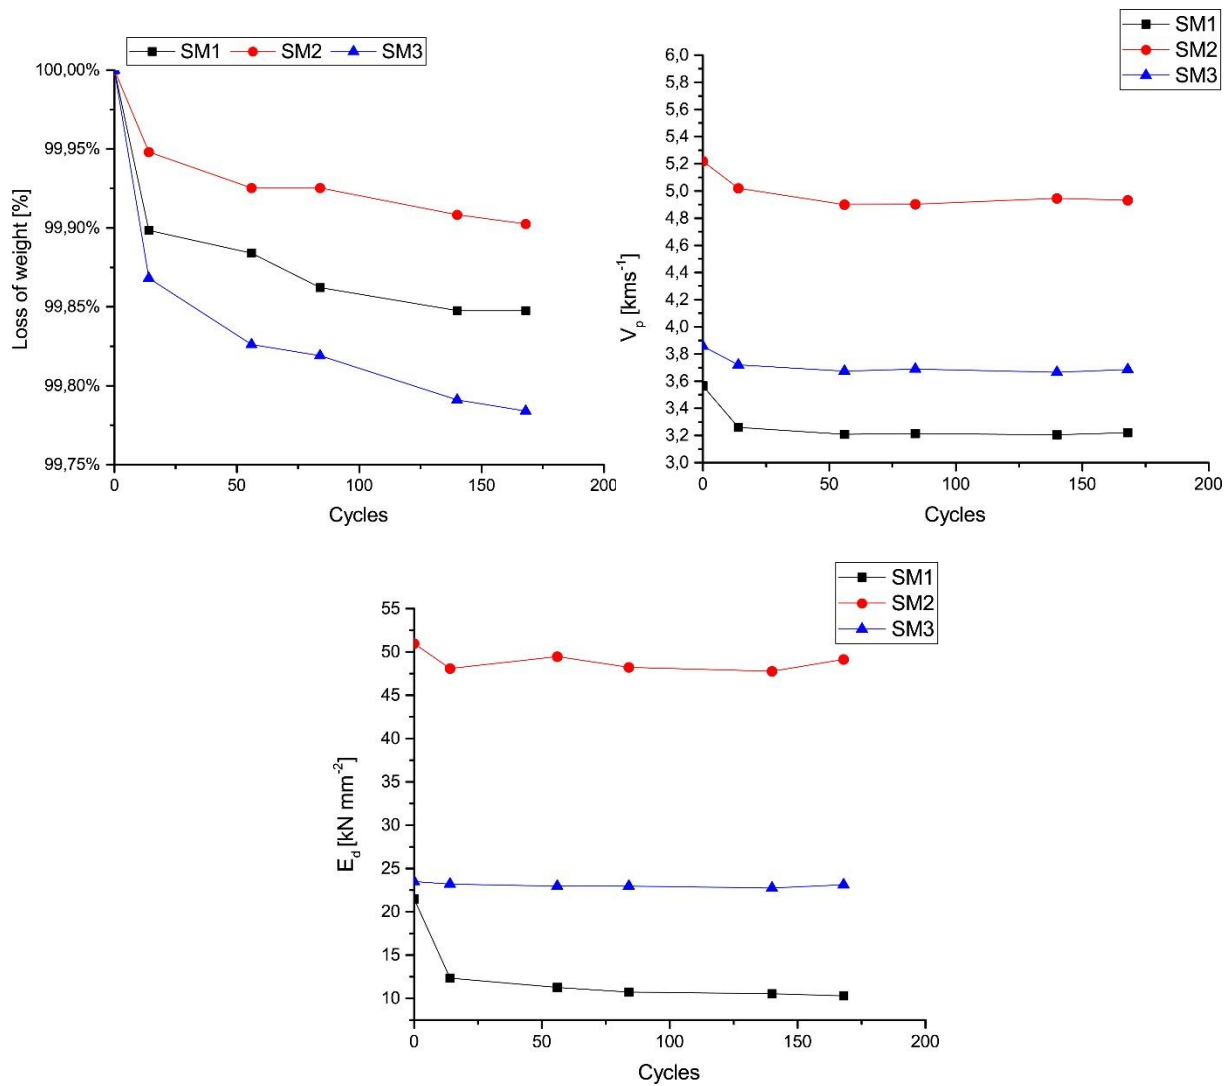 SM1 SM2 SM3
100,00%
99,95%
99,90%
99,85%
99,80%
99,75%
Loss of weight [%]
0 50 100 150 200
Cycles
SM1
SM2
SM3
6,0
5,8
5,6
5,4
5,2
5,0
4,8
4,6
4,4
4,2
4,0
3,8
3,6
3,4
3,2
3,0
Vp [kms-1]
0 50 100 150 200
Cycles
SM1
SM2
SM3
55
50
45
40
35
30
25
20
15
10
Ed [kN mm-2]
0 50 100 150 200
Cycles